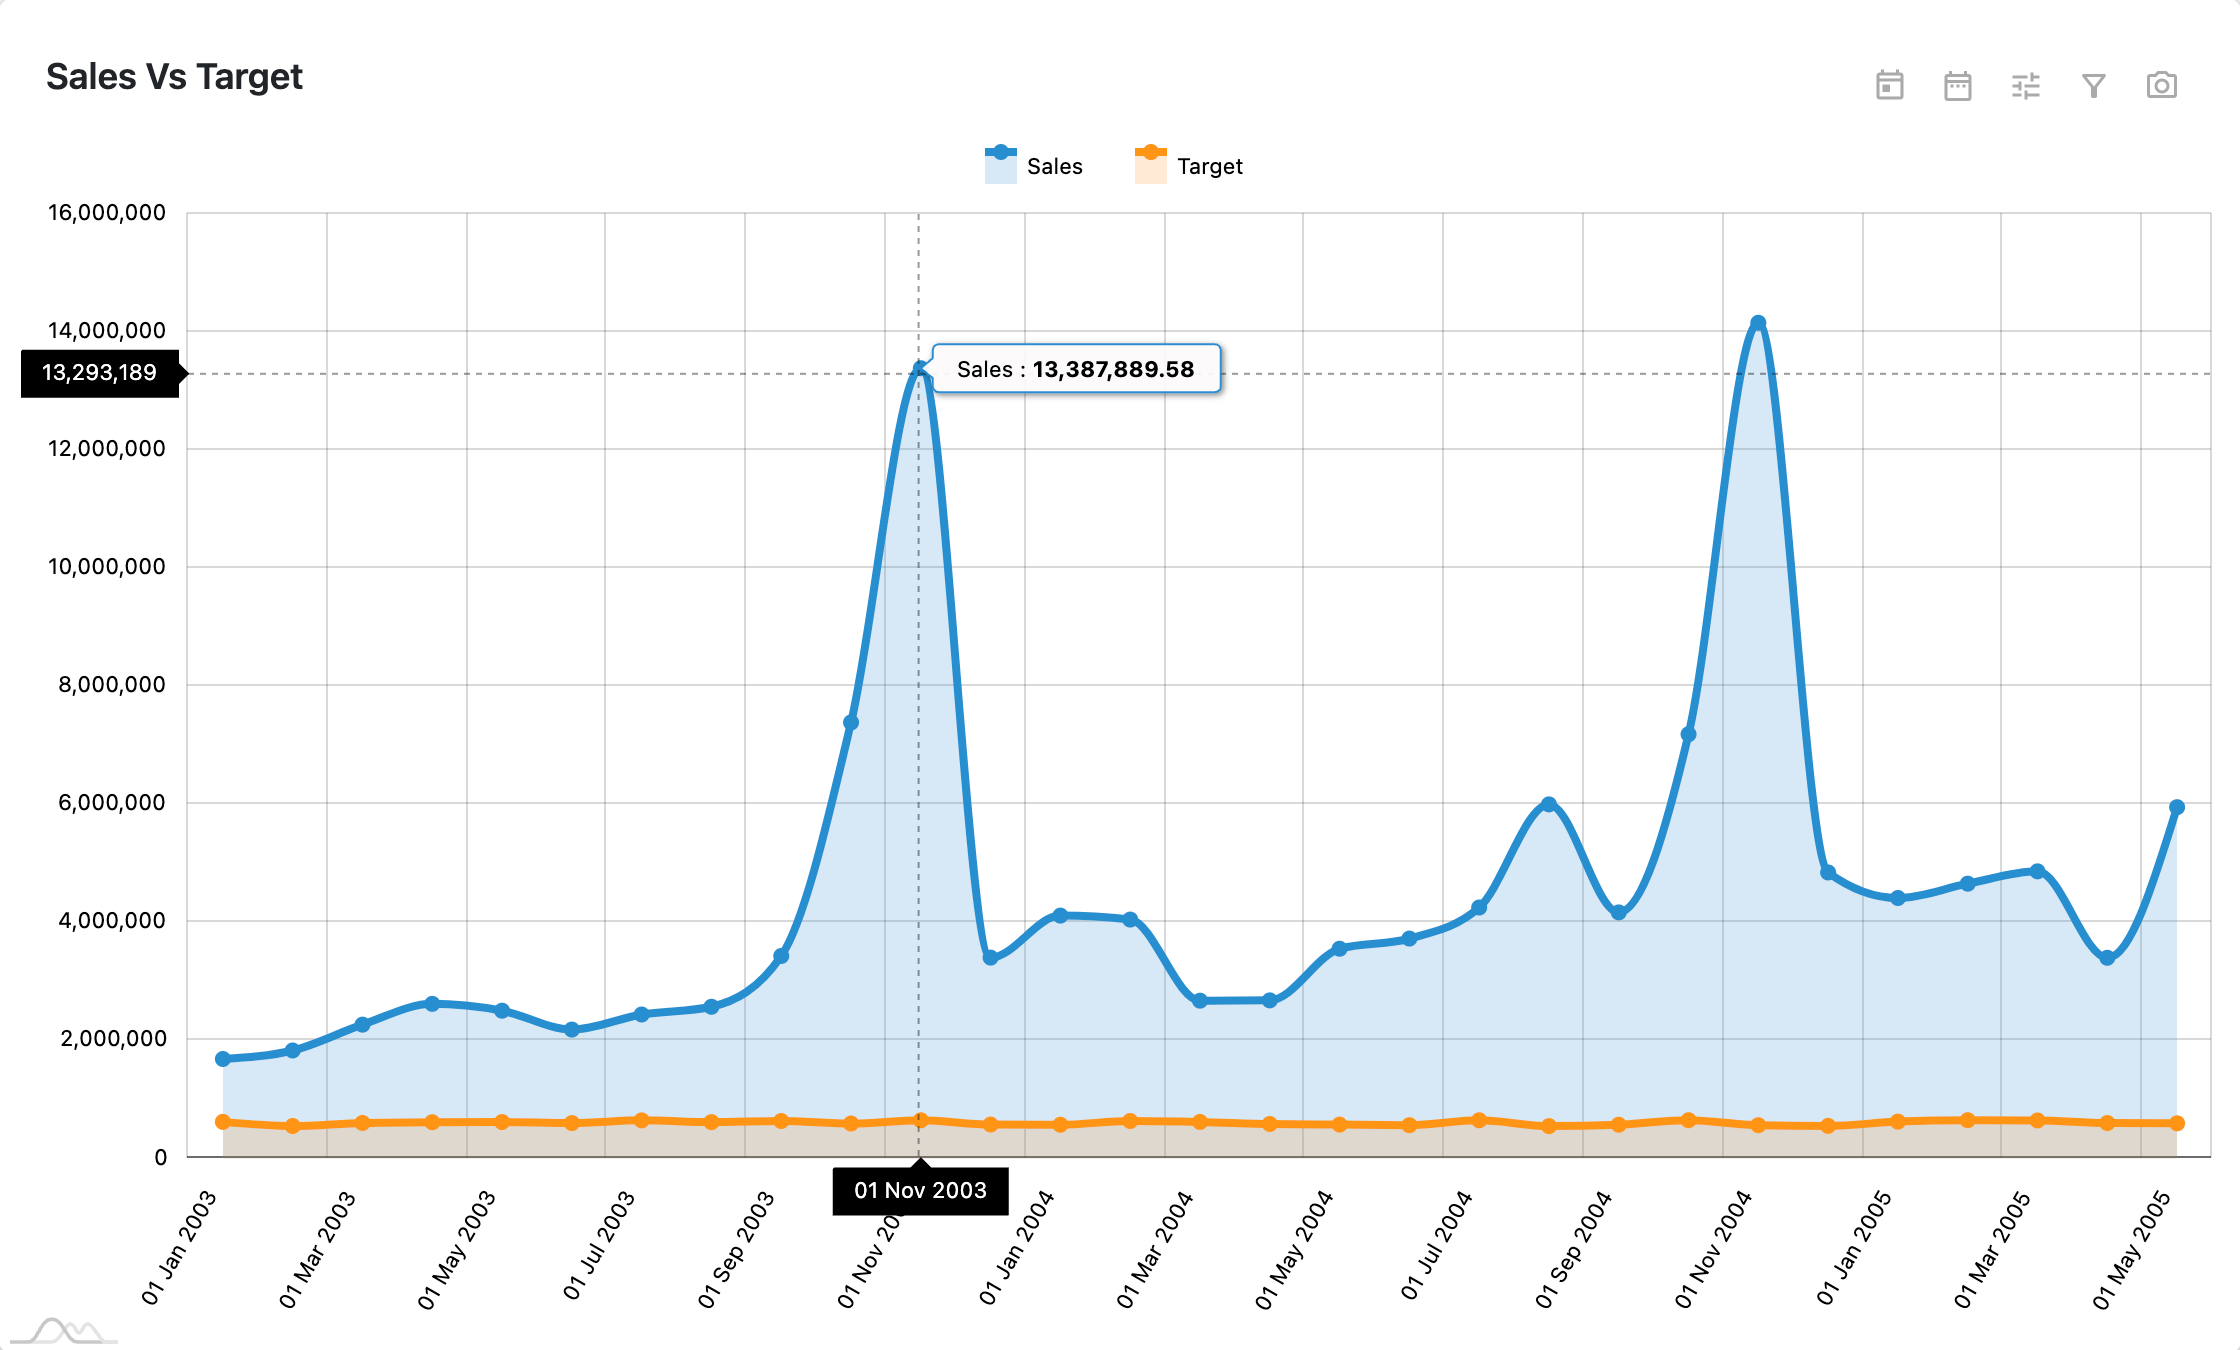 Sales Vs Target
Sales
Target
16,000,000
14,000,000
13,293,189
Sales : 13,387,889.58
12,000,000
10,000,000
8,000,000
6,000,000
4,000,000
2,000,000
0
01 Nov 2003
01 Jan 2003
01 Mar 2003
01 May 2003
01 Jul 2003
01 Sep 2003
01 Nov
01 Jan 2004
01 Mar 2004
01 May 2004
01 Jul 2004
01 Sep 2004
01 Nov 2004
01 Jan 2005
01 Mar 2005
01 May 2005